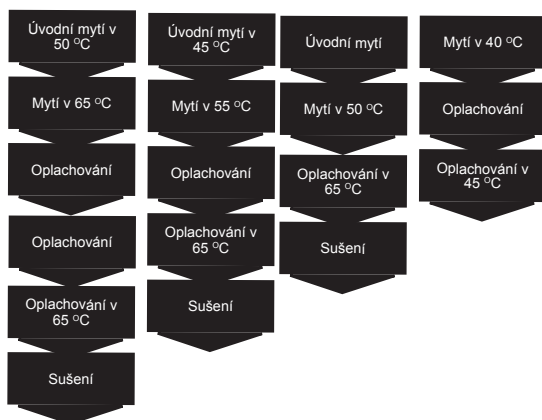 Úvodní mytí v
50 °C
Mytí v 65 °C
Oplachování
Oplachování
Oplachování v
65 °C
Sušení
Úvodní mytí v
45 °C
Mytí v 55 °C
Oplachování
Oplachování v
65 °C
Sušení
Úvodní mytí
Mytí v 50 °C
Oplachování v
65 °C
Sušení
Mytí v 40 °C
Oplachování
Oplachování v
45 °C